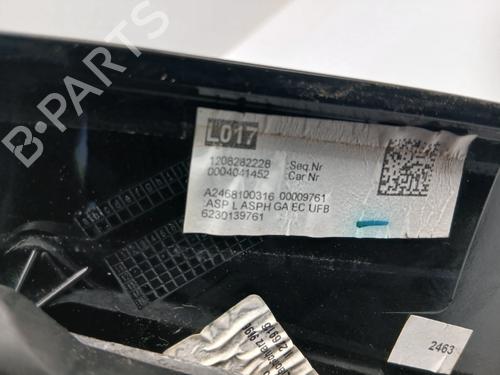 L017
1208282228 :Seq.Nr
0004041452 :Car Nr
A2468100316 00009761
:ASP L ASPH GA EC UFB
6230139761
2463
B-PARTS